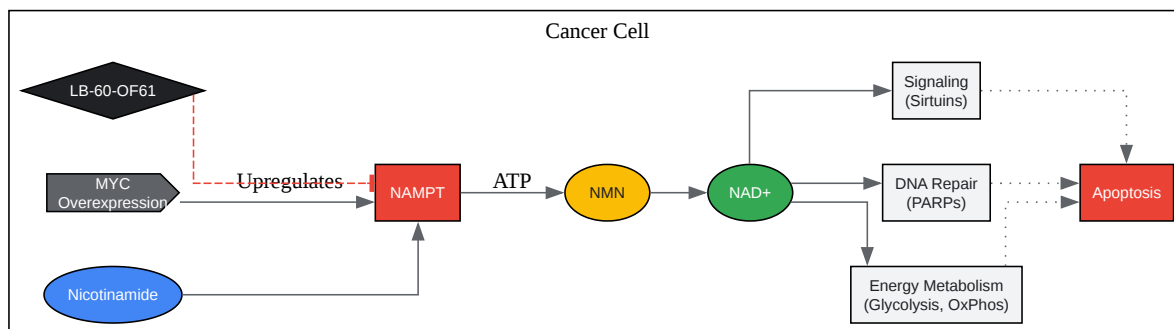 Cancer Cell
LB-60-OF61
Signaling
(Sirtuins)
MYC
Overexpression
Upregulates
NAMPT
ATP
NMN
NAD+
DNA Repair
(PARPs)
Apoptosis
Nicotinamide
Energy Metabolism
(Glycolysis, OxPhos)